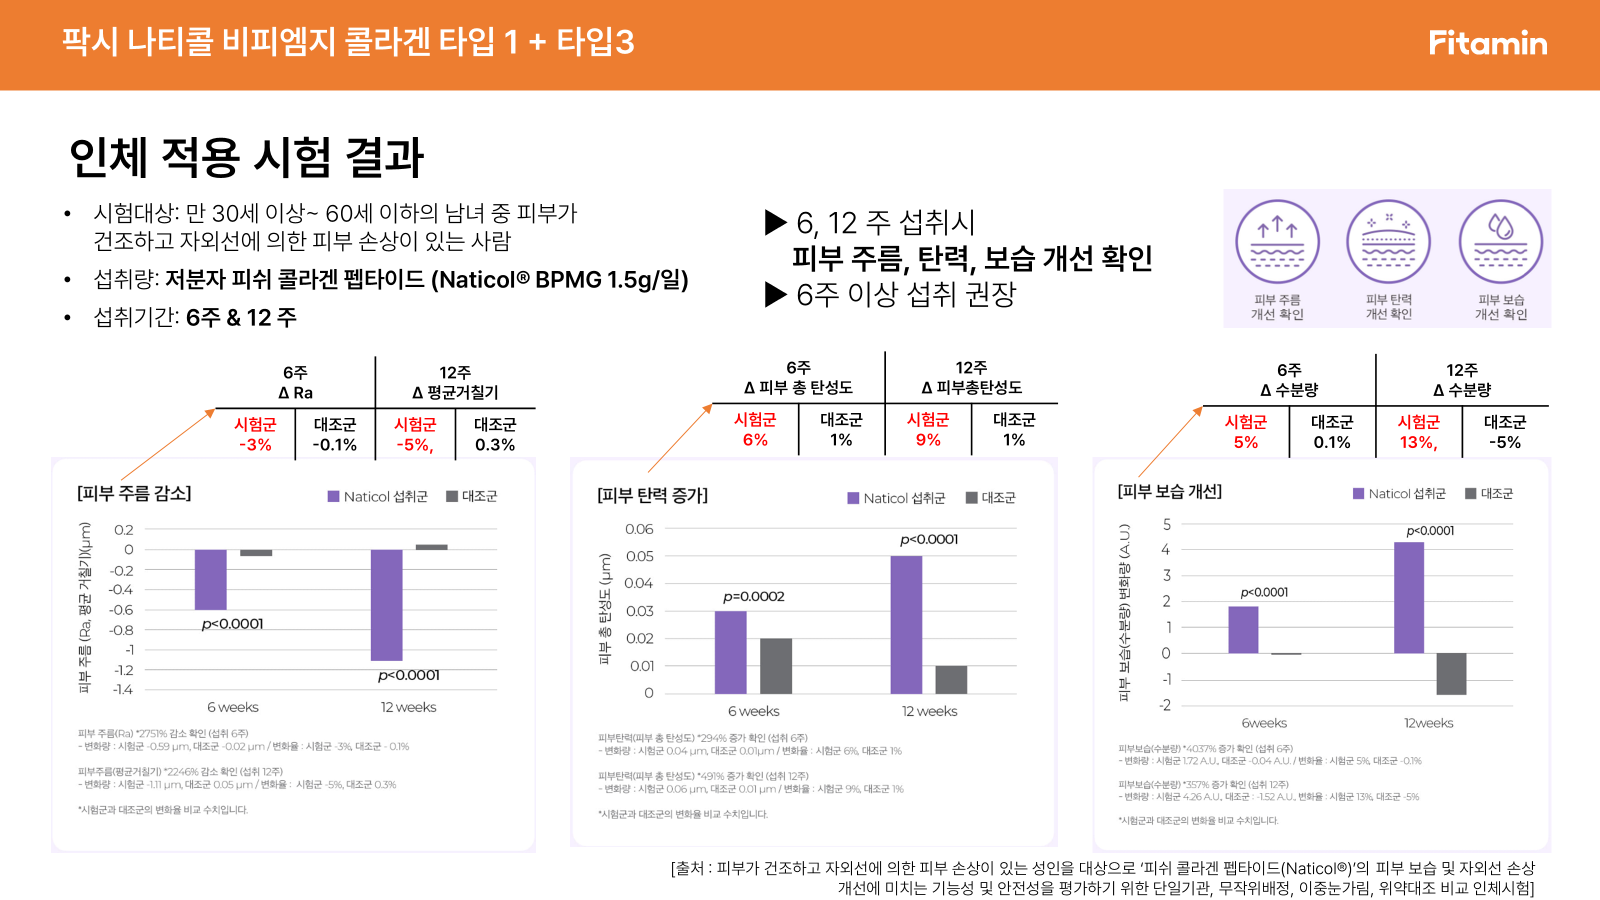 팍시 나티콜 비피엠지 콜라겐 타입 1 + 타입3
Fitamin
인체 적용 시험 결과
• 시험대상: 만 30세 이상~ 60세 이하의 남녀 중 피부가
건조하고 자외선에 의한 피부 손상이 있는 사람
• 섭취량: 저분자 피쉬 콜라겐 펩타이드 (Naticol® BPMG 1.5g/일)
• 섭취기간: 6주 & 12 주
▶ 6, 12 주 섭취시
피부 주름, 탄력, 보습 개선 확인
▶ 6주 이상 섭취 권장
피부 주름
개선 확인
피부 탄력
개선 확인
피부 보습
개선 확인
6주
Δ Ra
12주
Δ 평균거칠기
시험군
-3%
대조군
-0.1%
시험군
-5%,
대조군
0.3%
[피부 주름 감소]
Naticol 섭취군
대조군
피부 주름 (Ra, 평균 거칠기)(μm)
0.2
0
-0.2
-0.4
-0.6
-0.8
-1
-1.2
-1.4
p<0.0001
p<0.0001
6 weeks
12 weeks
피부 주름(Ra) *2751% 감소 확인 (섭취 6주)
- 변화량 : 시험군 -0.59 μm, 대조군 -0.02 μm / 변화율 : 시험군 -3%, 대조군 - 0.1%
피부주름(평균거칠기) *2246% 감소 확인 (섭취 12주)
- 변화량 : 시험군 -1.11 μm, 대조군 0.05 μm / 변화율 : 시험군 -5%, 대조군 0.3%
*시험군과 대조군의 변화율 비교 수치입니다.
6주
Δ 피부 총 탄성도
12주
Δ 피부총탄성도
시험군
6%
대조군
1%
시험군
9%
대조군
1%
[피부 탄력 증가]
Naticol 섭취군
대조군
피부 총 탄성도 (μm)
0.06
0.05
0.04
0.03
0.02
0.01
0
p=0.0002
p<0.0001
6 weeks
12 weeks
피부탄력(피부 총 탄성도) *294% 증가 확인 (섭취 6주)
- 변화량 : 시험군 0.04 μm, 대조군 0.01μm / 변화율 : 시험군 6%, 대조군 1%
피부탄력(피부 총 탄성도) *491% 증가 확인 (섭취 12주)
- 변화량 : 시험군 0.06 μm, 대조군 0.01 μm / 변화율 : 시험군 9%, 대조군 1%
*시험군과 대조군의 변화율 비교 수치입니다.
6주
Δ 수분량
12주
Δ 수분량
시험군
5%
대조군
0.1%
시험군
13%,
대조군
-5%
[피부 보습 개선]
Naticol 섭취군
대조군
피부 보습(수분량) 변화량 (A.U.)
5
4
3
2
1
0
-1
-2
p<0.0001
p<0.0001
6weeks
12weeks
피부보습(수분량) *4037% 증가 확인 (섭취 6주)
- 변화량 : 시험군 1.72 A.U., 대조군 -0.04 A.U. / 변화율 : 시험군 5%, 대조군 -0.1%
피부보습(수분량) *357% 증가 확인 (섭취 12주)
- 변화량 : 시험군 4.26 A.U., 대조군 : -1.52 A.U., 변화율 : 시험군 13%, 대조군 -5%
*시험군과 대조군의 변화율 비교 수치입니다.
[출처 : 피부가 건조하고 자외선에 의한 피부 손상이 있는 성인을 대상으로 ‘피쉬 콜라겐 펩타이드(Naticol®)’의 피부 보습 및 자외선 손상
개선에 미치는 기능성 및 안전성을 평가하기 위한 단일기관, 무작위배정, 이중눈가림, 위약대조 비교 인체시험]